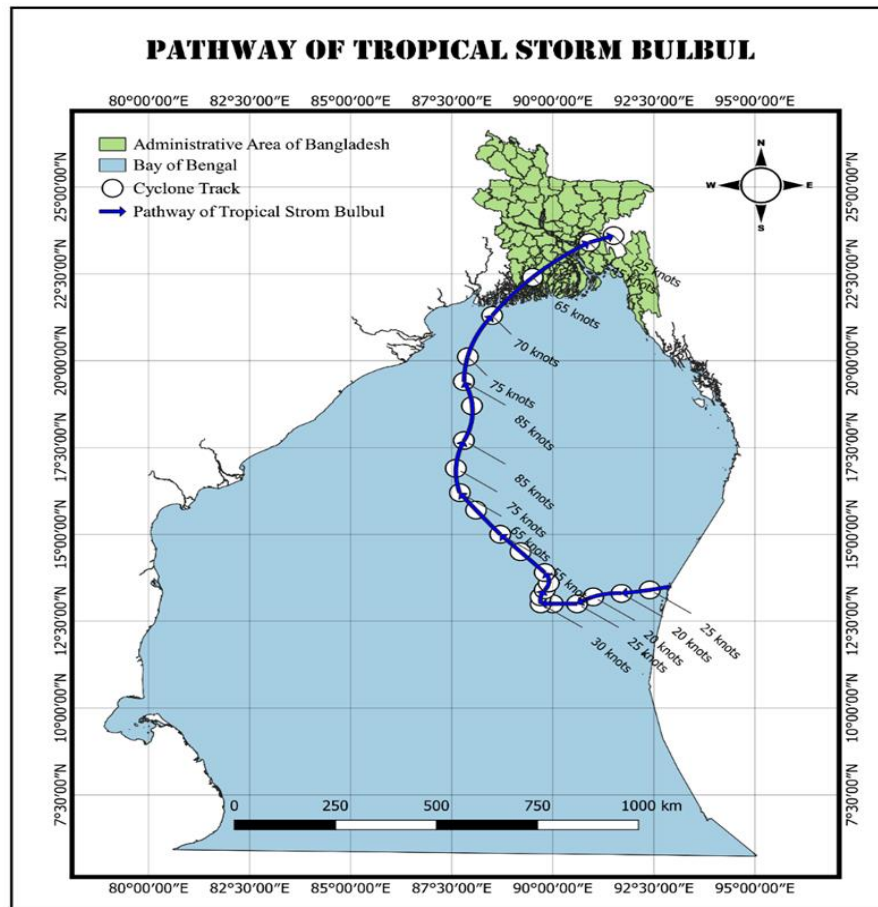 PATHWAY OF TROPICAL STORM BULBUL
80°00′00″E 82°30′00″E 85°00′00″E 87°30′00″E 90°00′00″E 92°30′00″E 95°00′00″E
Administrative Area of Bangladesh
Bay of Bengal
Cyclone Track
Pathway of Tropical Strom Bulbul
N
W E
S
25°00′00″N 25°00′00″N
22°30′00″N 22°30′00″N
20°00′00″N 20°00′00″N
17°30′00″N 17°30′00″N
15°00′00″N 15°00′00″N
12°30′00″N 12°30′00″N
10°00′00″N 10°00′00″N
7°30′00″N 7°30′00″N
25 knots
knots
65 knots
70 knots
75 knots
85 knots
85 knots
75 knots
65 knots
55 knots
30 knots
25 knots
20 knots
20 knots
25 knots
0 250 500 750 1000 km
80°00′00″E 82°30′00″E 85°00′00″E 87°30′00″E 90°00′00″E 92°30′00″E 95°00′00″E